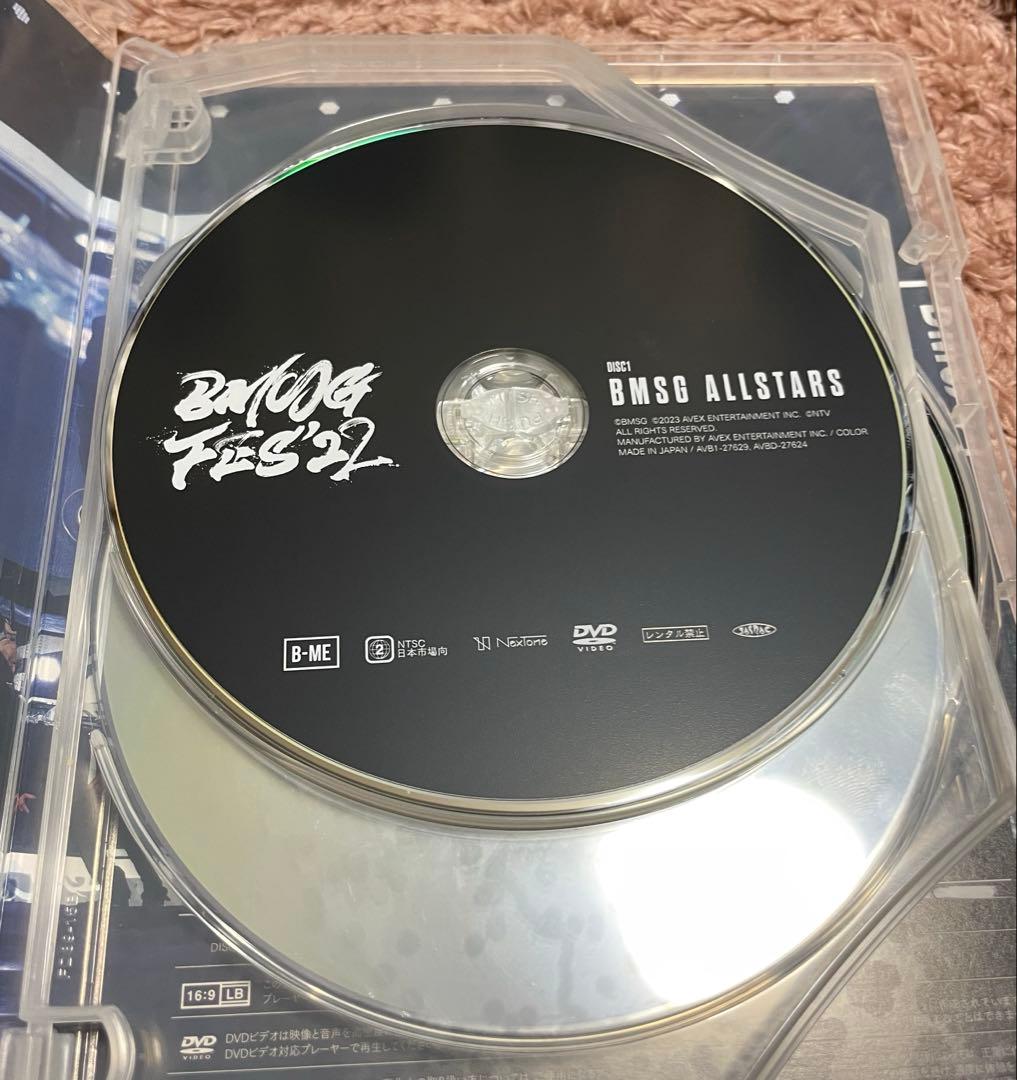 BMSG
FES'22
DISC1
BMSG ALLSTARS
©BMSG ©2023 AVEX ENTERTAINMENT INC. ©NTV
ALL RIGHTS RESERVED.
MANUFACTURED BY AVEX ENTERTAINMENT INC. / COLOR
MADE IN JAPAN / AVB1-27629, AVBD-27624
B-ME
2
NTSC
日本市場向
NexTone
DVD
VIDEO
レンタル禁止
JASRAC
16:9 LB
DVD
VIDEO
DVDビデオは映像と音声を
DVDビデオ対応プレーヤーで再生してく